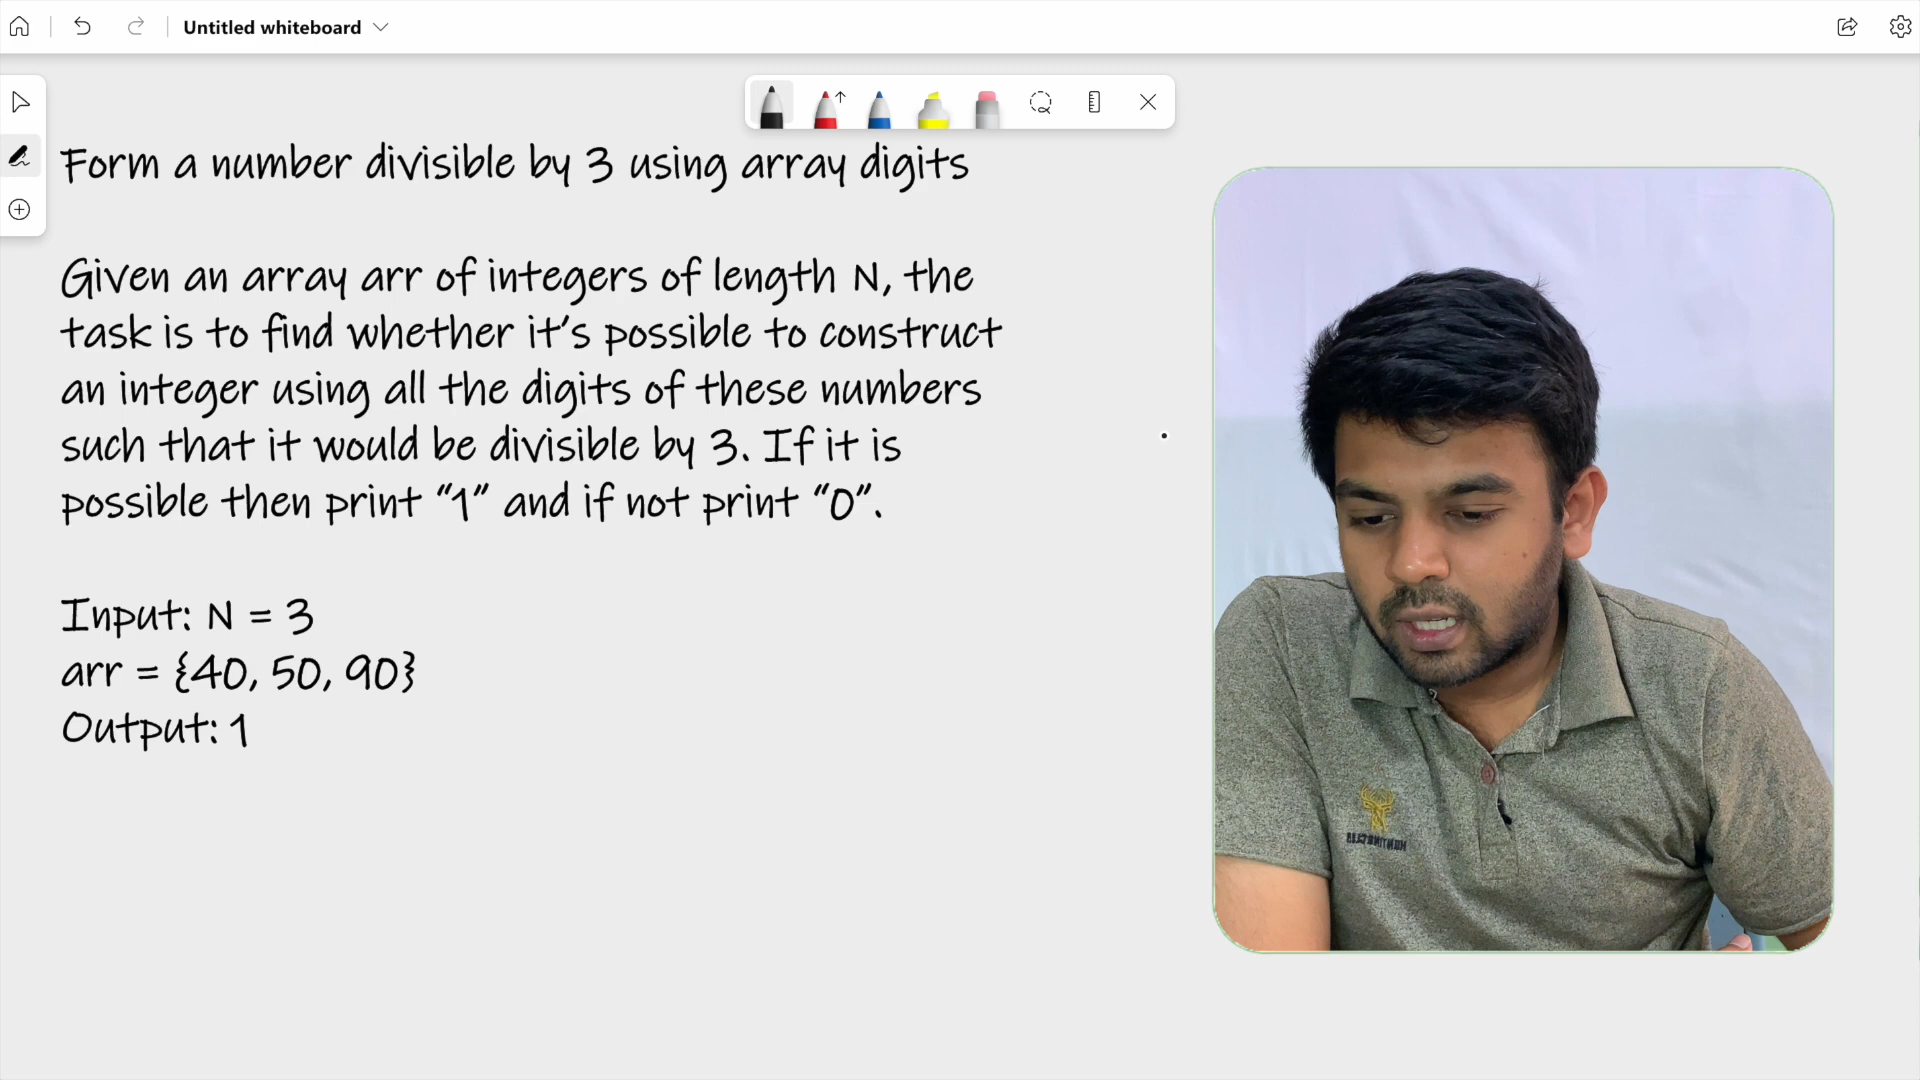 Untitled whiteboard
Form a number divisible by 3 using array digits
Given an array arr of integers of length N, the
task is to find whether it's possible to construct
an integer using all the digits of these numbers
such that it would be divisible by 3. If it is
possible then print "1" and if not print "0".
Input: N = 3
arr = {40, 50, 90}
Output: 1